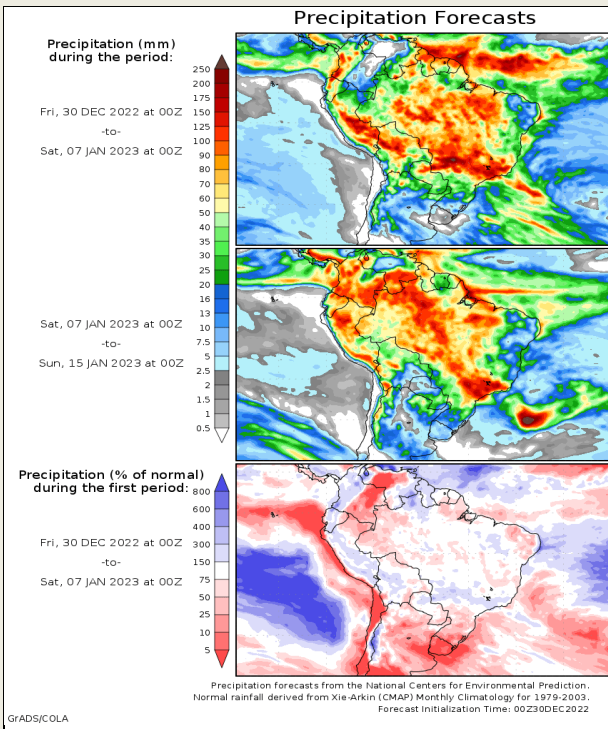 Precipitation Forecasts
Precipitation (mm)
during the period:
Fri, 30 DEC 2022 at 00Z
-to-
Sat, 07 JAN 2023 at 00Z
250
200
175
150
125
100
90
80
70
60
50
40
35
30
25
20
16
13
10
7.5
5
2.5
2
1.5
1
0.5
Sat, 07 JAN 2023 at 00Z
-to-
Sun, 15 JAN 2023 at 00Z
Precipitation (% of normal)
during the first period:
Fri, 30 DEC 2022 at 00Z
-to-
Sat, 07 JAN 2023 at 00Z
800
600
400
300
150
75
50
25
10
5
Precipitation forecasts from the National Centers for Environmental Prediction.
Normal rainfall derived from Xie-Arkin (CMAP) Monthly Climatology for 1979-2003.
Forecast Initialization Time: 00Z30DEC2022
GrADS/COLA